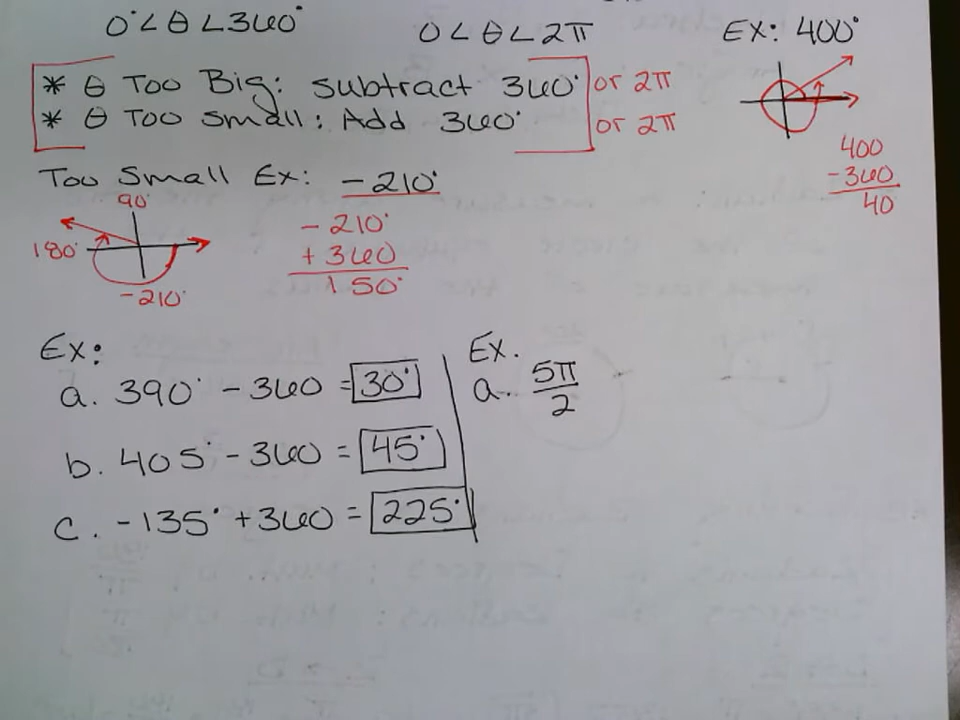 0° < θ < 360° 0 < θ < 2π Ex: 400°
* θ Too Big: subtract 360° or 2π
* θ Too small: Add 360° or 2π
400
-360
40
Too Small Ex: -210°
90°
180°
-210°
-210°
+360
150°
Ex:
a. 390° - 360 = 30°
b. 405° - 360 = 45°
c. -135° + 360 = 225°
Ex.
a. 5π/2